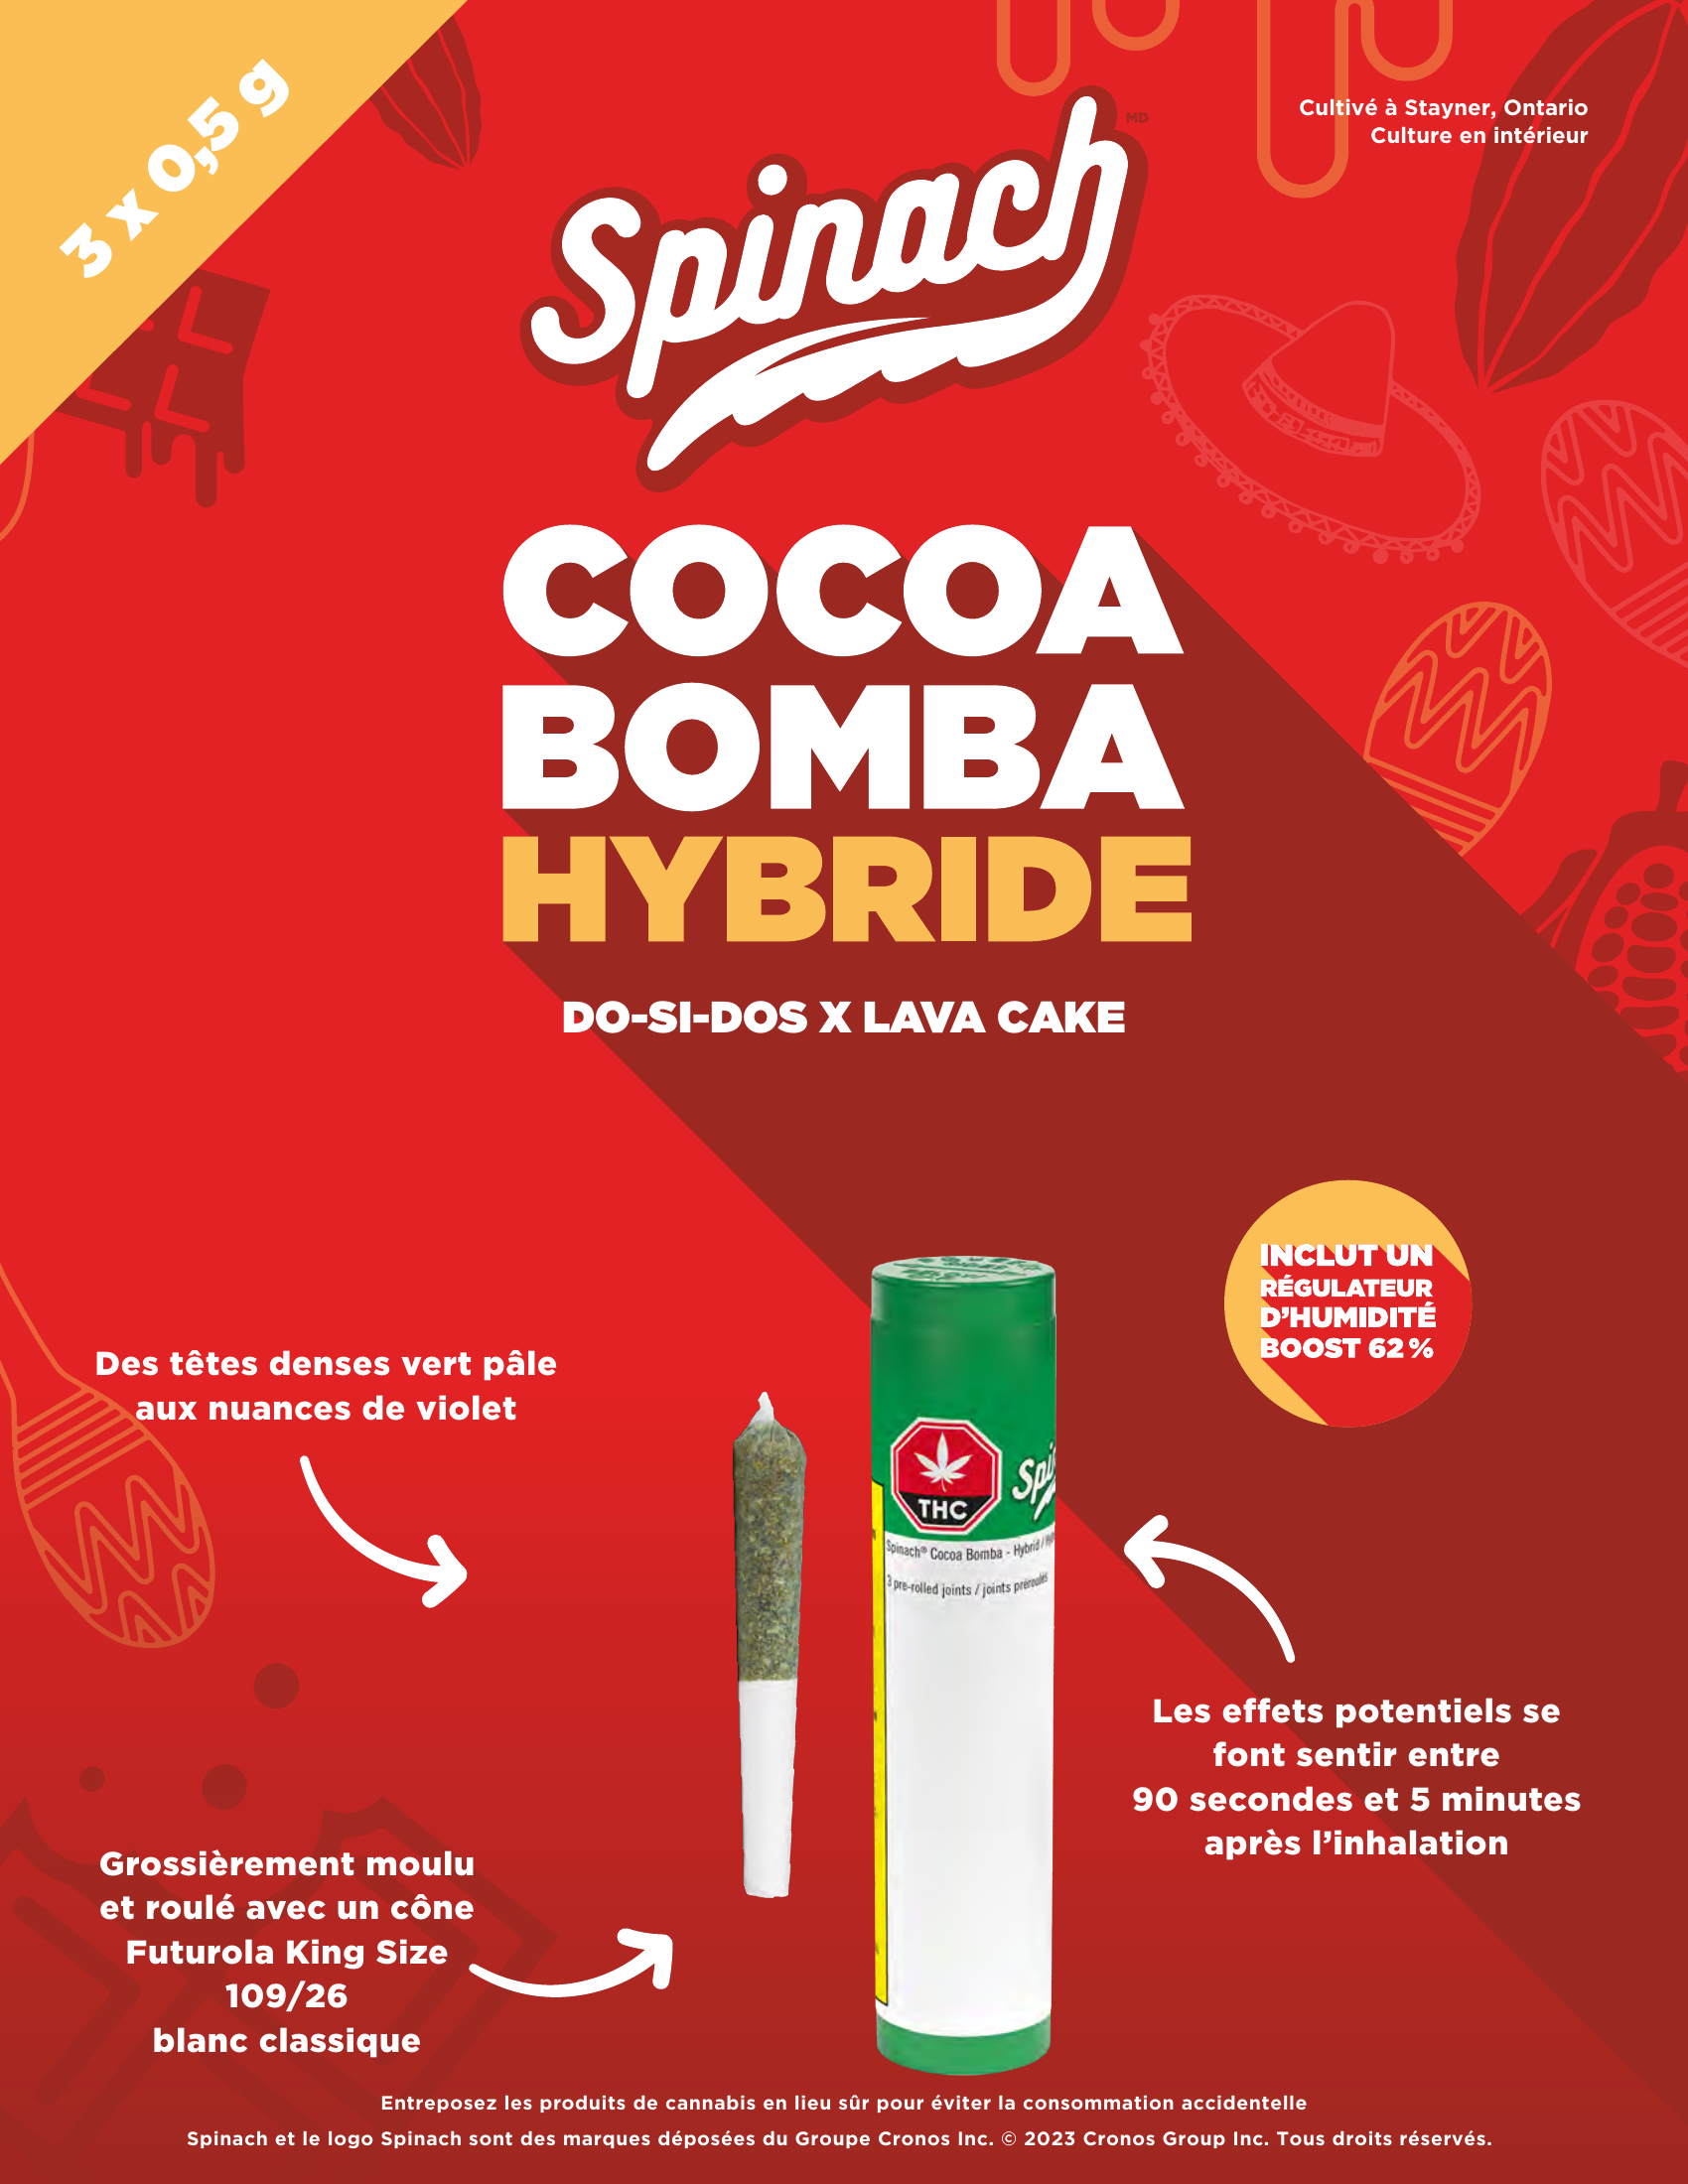 3 x 0,5 g
Cultivé à Stayner, Ontario
Culture en intérieur
Spinach MD
COCOA
BOMBA
HYBRIDE
DO-SI-DOS X LAVA CAKE
INCLUT UN
RÉGULATEUR
D'HUMIDITÉ
BOOST 62 %
Des têtes denses vert pâle
aux nuances de violet
THC
Spi
Spinach® Cocoa Bomba - Hybrid /
3 pre-rolled joints / joints préroulés
Les effets potentiels se
font sentir entre
90 secondes et 5 minutes
après l'inhalation
Grossièrement moulu
et roulé avec un cône
Futurola King Size
109/26
blanc classique
Entreposez les produits de cannabis en lieu sûr pour éviter la consommation accidentelle
Spinach et le logo Spinach sont des marques déposées du Groupe Cronos Inc. © 2023 Cronos Group Inc. Tous droits réservés.